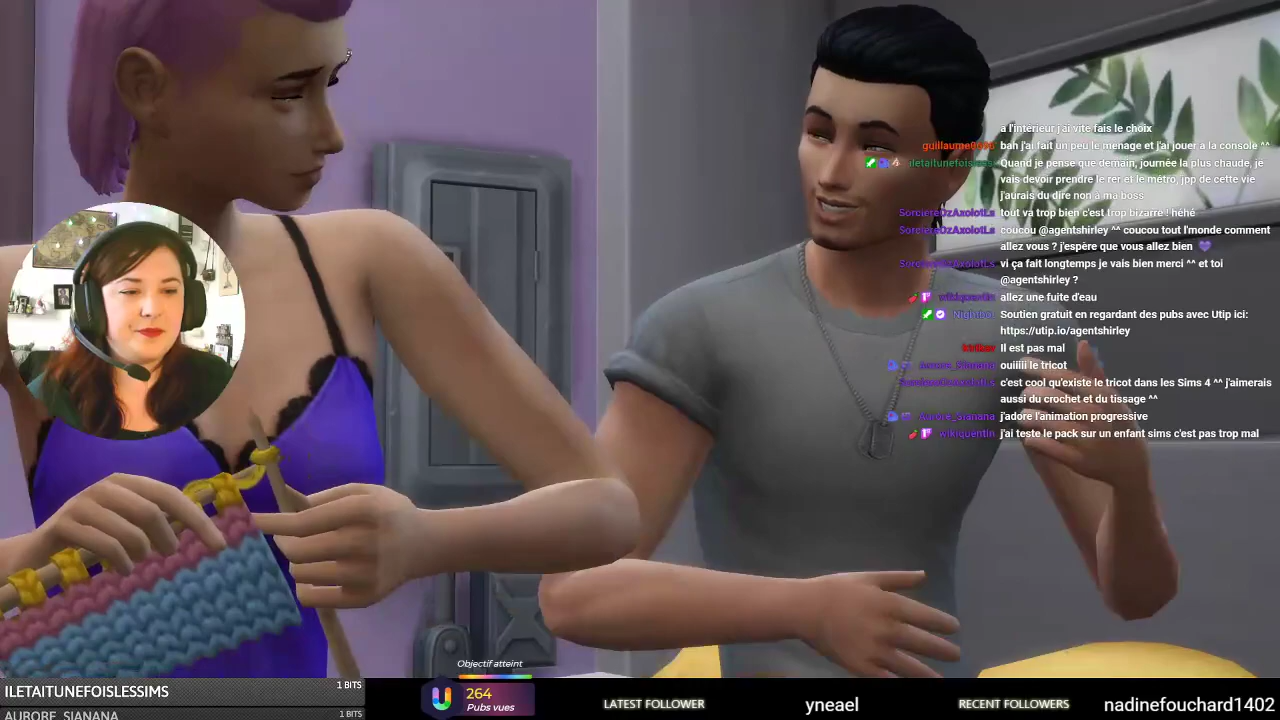 a l'intérieur j'ai vite fais le choix
guillaume0690 bah j'ai fait un peu le menage et j'ai jouer a la console ^^
iletaitunefoisles Quand je pense que demain, journée la plus chaude, je
vais devoir prendre le rer et le métro, jpp de cette vie
j'aurais du dire non à ma boss
SorciereDzAxolotLs tout va trop bien c'est trop bizarre ! héhé
SorciereDzAxolotLs coucou @agentshirley ^^ coucou tout l'monde comment
allez vous ? j'espère que vous allez bien 💜
SorciereDzAxolotLs vi ça fait longtemps je vais bien merci ^^ et toi
@agentshirley ?
wikiquentin allez une fuite d'eau
Nightbot Soutien gratuit en regardant des pubs avec Utip ici:
https://utip.io/agentshirley
Il est pas mal
Aurore_Sianana ouiiiii le tricot
SorciereDzAxolotLs c'est cool qu'existe le tricot dans les Sims 4 ^^ j'aimerais
aussi du crochet et du tissage ^^
Aurore_Sianana j'adore l'animation progressive
wikiquentin j'ai teste le pack sur un enfant sims c'est pas trop mal
Objectif atteint
ILETAITUNEFOISLESSIMS 1 BITS
AURORE_SIANANA 1 BITS
264
Pubs vues
LATEST FOLLOWER yneael RECENT FOLLOWERS nadinefouchard1402